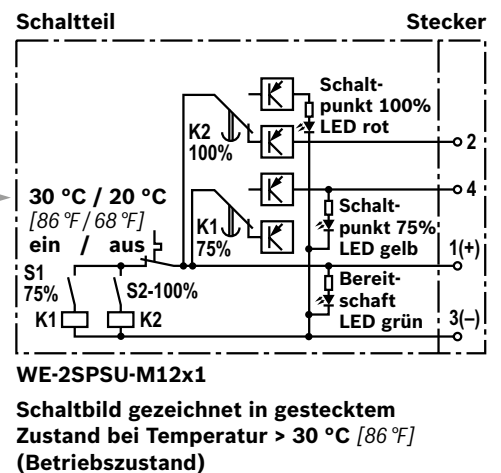 Schaltteil
Stecker
Schalt-
punkt 100%
LED rot
K2
100%
2
4
30 °C / 20 °C
[86 °F / 68 °F]
ein / aus
K1
75%
Schalt-
punkt 75%
LED gelb
1(+)
S1
75%
S2-100%
Bereit-
schaft
LED grün
K1
K2
3(–)
WE-2SPSU-M12x1
Schaltbild gezeichnet in gestecktem
Zustand bei Temperatur > 30 °C [86 °F]
(Betriebszustand)